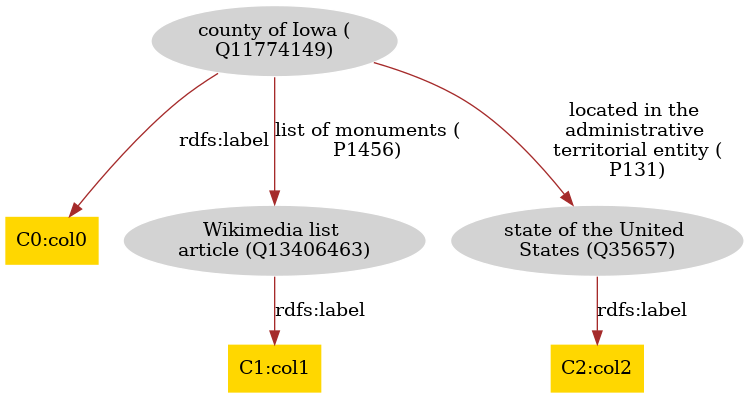 county of Iowa (
Q11774149)
rdfs:label
list of monuments (
P1456)
located in the
administrative
territorial entity (
P131)
C0:col0
Wikimedia list
article (Q13406463)
state of the United
States (Q35657)
rdfs:label
rdfs:label
C1:col1
C2:col2